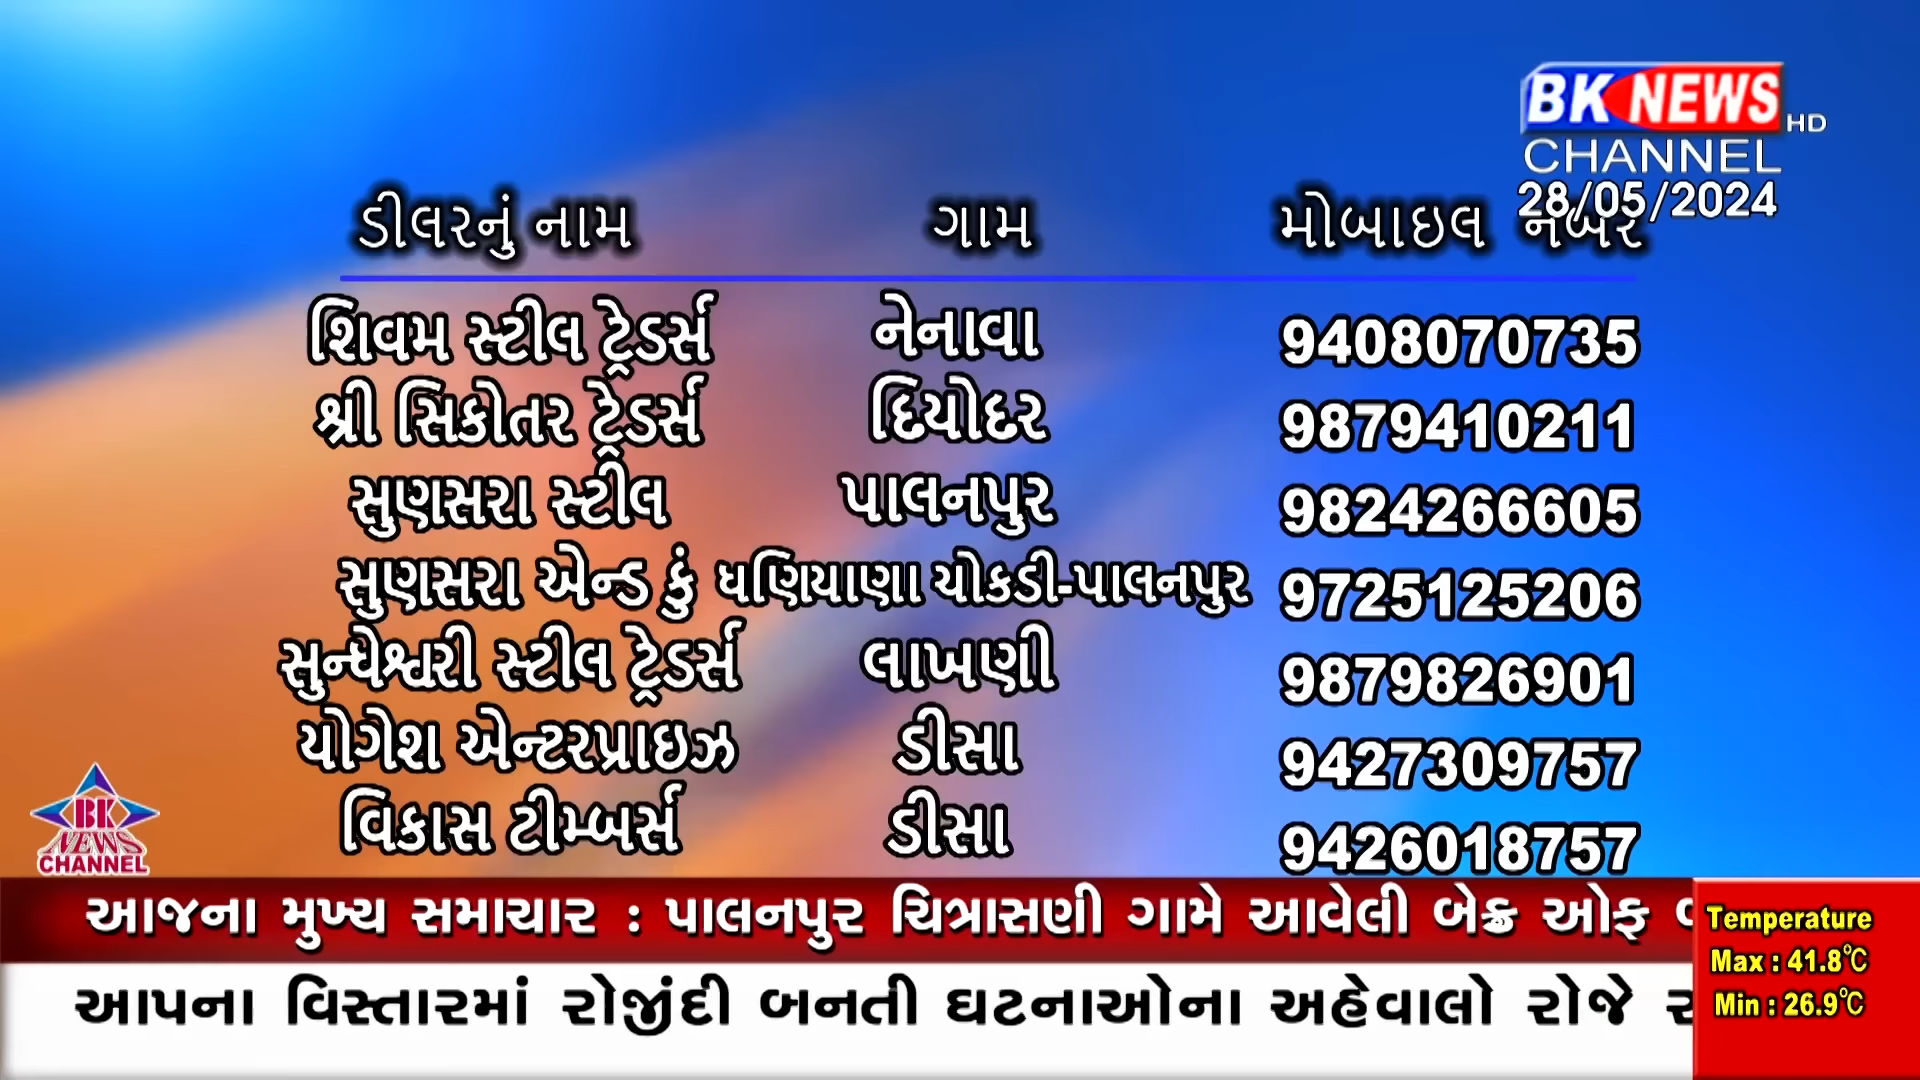 BK NEWS HD
CHANNEL
28/05/2024
ડીલરનું નામ ગામ મોબાઇલ નંબર
શિવમ સ્ટીલ ટ્રેડર્સ નેનાવા 9408070735
શ્રી સિકોતર ટ્રેડર્સ દિયોદર 9879410211
સુણસરા સ્ટીલ પાલનપુર 9824266605
સુણસરા એન્ડ કું ધણિયાણા ચોકડી-પાલનપુર 9725125206
સુન્ધેશ્વરી સ્ટીલ ટ્રેડર્સ લાખણી 9879826901
યોગેશ એન્ટરપ્રાઇઝ ડીસા 9427309757
વિકાસ ટીમ્બર્સ ડીસા 9426018757
BK
NEWS
CHANNEL
આજના મુખ્ય સમાચાર : પાલનપુર ચિત્રાસણી ગામે આવેલી બેંક ઓફ
Temperature
Max : 41.8°C
Min : 26.9°C
આપના વિસ્તારમાં રોજીંદી બનતી ઘટનાઓના અહેવાલો રોજે